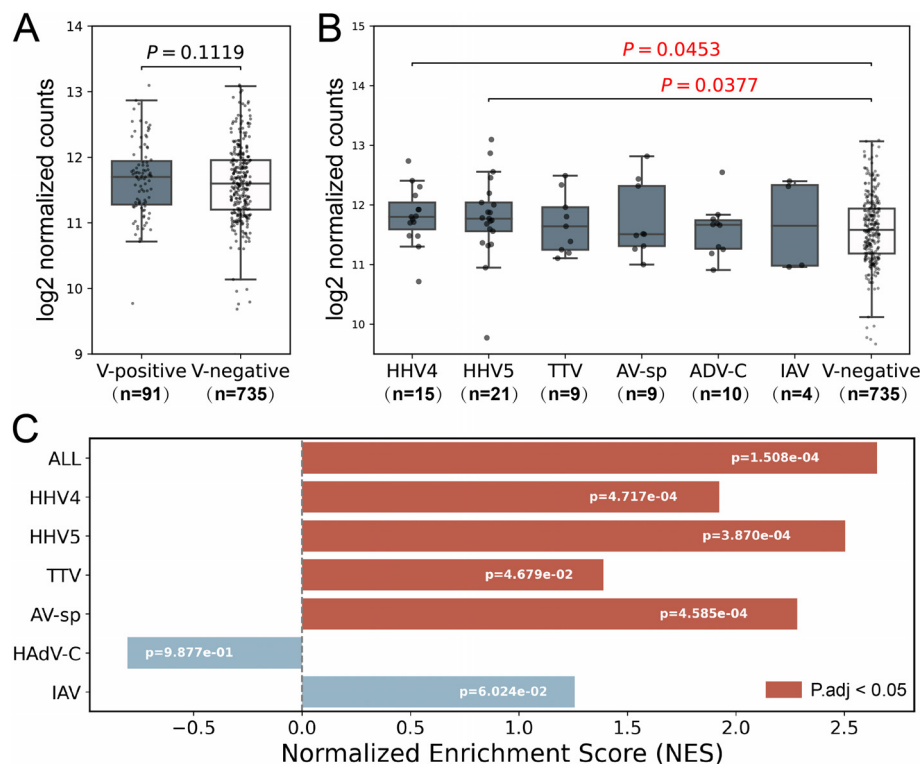 A
B
14
13
12
11
10
9
log2 normalized counts
P = 0.1119
V-positive V-negative
(n=91) (n=735)
15
14
13
12
11
10
log2 normalized counts
P = 0.0453
P = 0.0377
HHV4 HHV5 TTV AV-sp ADV-C IAV V-negative
(n=15) (n=21) (n=9) (n=9) (n=10) (n=4) (n=735)
C
ALL p=1.508e-04
HHV4 p=4.717e-04
HHV5 p=3.870e-04
TTV p=4.679e-02
AV-sp p=4.585e-04
HAdV-C p=9.877e-01
IAV p=6.024e-02
P.adj < 0.05
−0.5 0.0 0.5 1.0 1.5 2.0 2.5
Normalized Enrichment Score (NES)